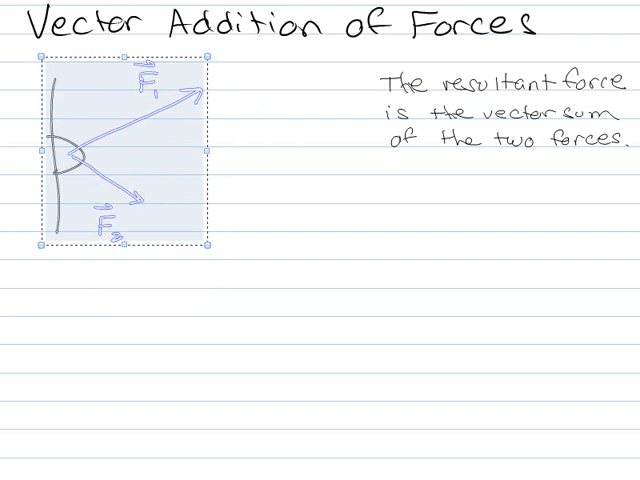 Vector Addition of Forces
F₁
The resultant force
is the vector sum
of the two forces.
F₂